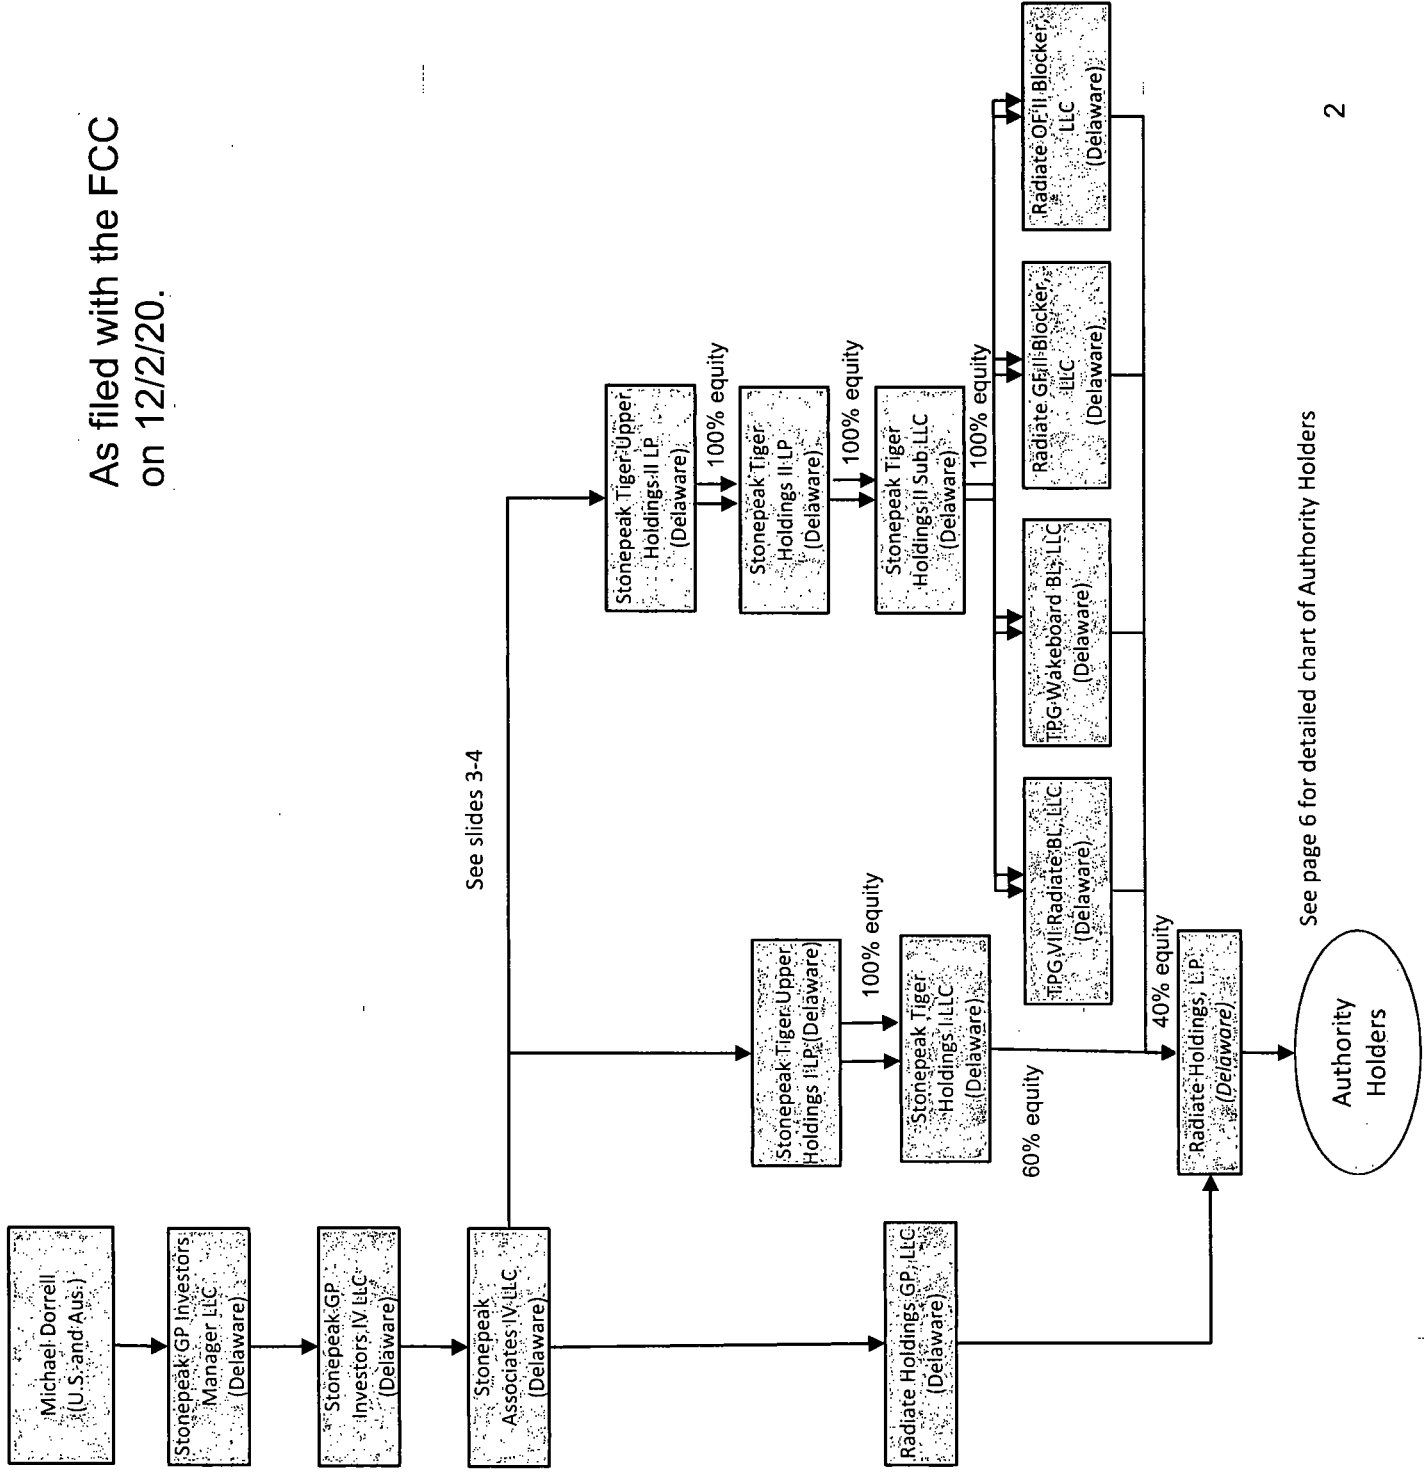 As filed with the FCC
on 12/2/20.
Michael Dorrell
(U.S. and Aus.)
Stonepeak GP Investors
Manager LLC
(Delaware)
Stonepeak GP
Investors IV LLC
(Delaware)
Stonepeak
Associates IV LLC
(Delaware)
See slides 3-4
Stonepeak Tiger Upper
Holdings II LP
(Delaware)
100% equity
Stonepeak Tiger
Holdings II LP
(Delaware)
100% equity
Stonepeak Tiger
Holdings II Sub LLC
(Delaware)
100% equity
Stonepeak Tiger Upper
Holdings I LP (Delaware)
100% equity
Stonepeak Tiger
Holdings I LLC
(Delaware)
60% equity
Radiate Holdings GP, LLC
(Delaware)
TPG VII Radiate BL, LLC
(Delaware)
TPG Wakeboard BL, LLC
(Delaware)
Radiate GF II Blocker,
LLC
(Delaware)
Radiate OF II Blocker,
LLC
(Delaware)
40% equity
Radiate Holdings, L.P.
(Delaware)
Authority
Holders
See page 6 for detailed chart of Authority Holders
2